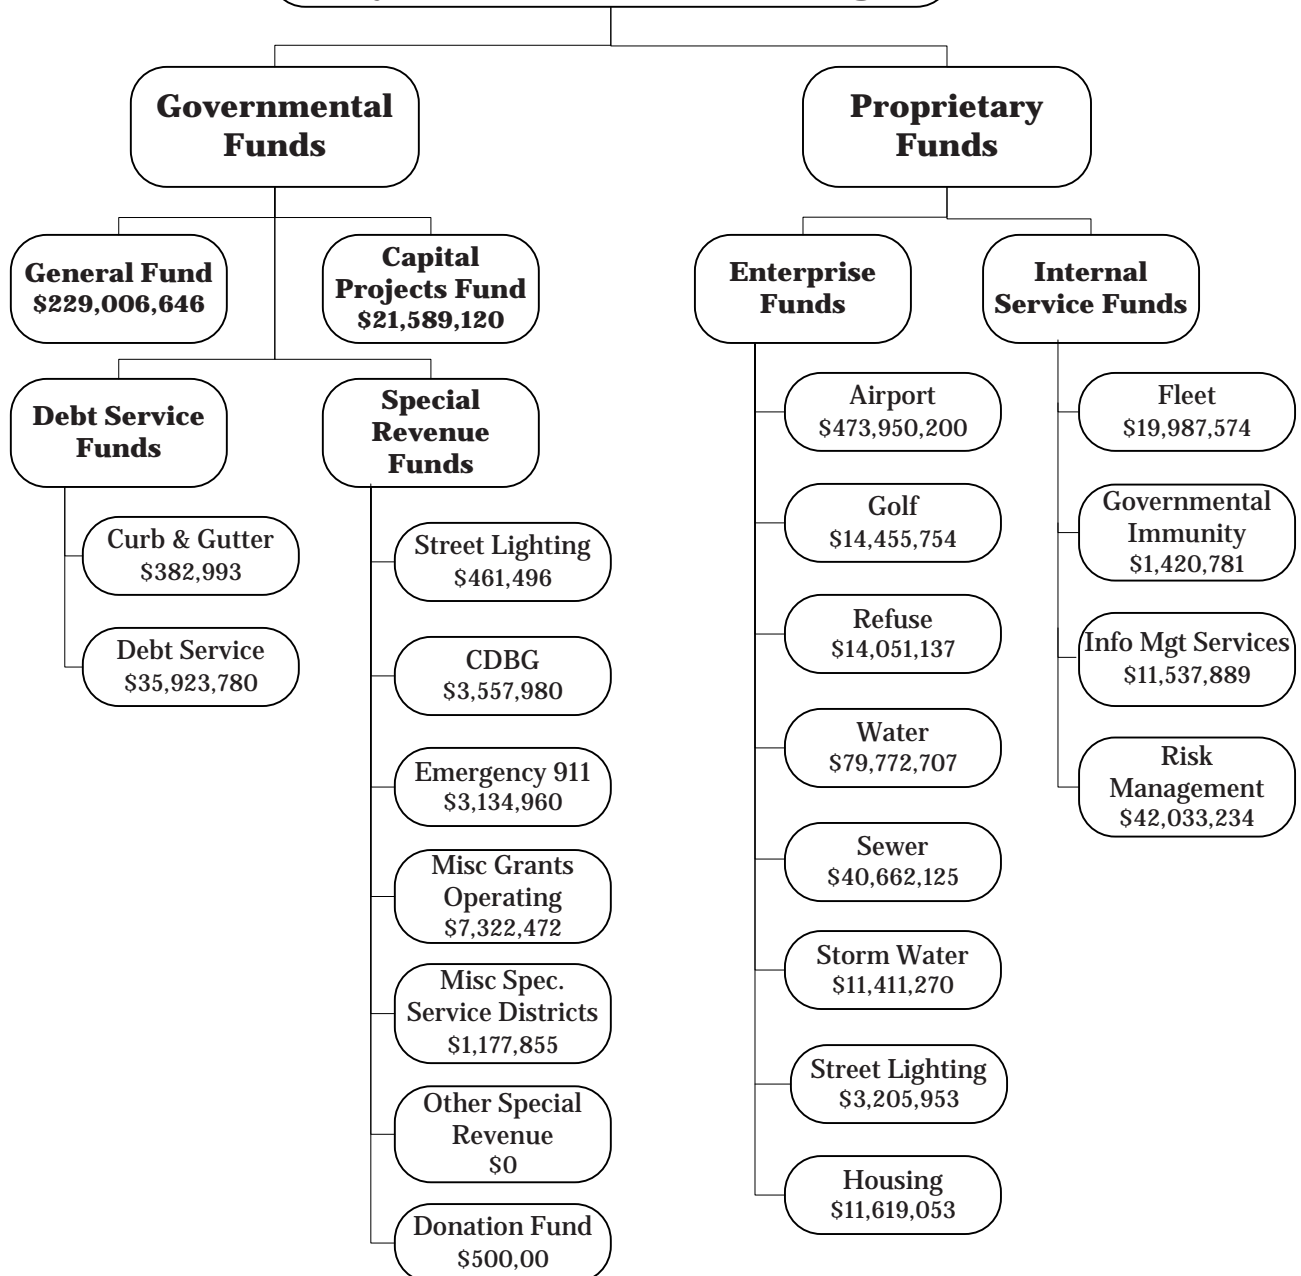 Governmental
Funds
Proprietary
Funds
General Fund
$229,006,646
Capital
Projects Fund
$21,589,120
Enterprise
Funds
Internal
Service Funds
Debt Service
Funds
Special
Revenue
Funds
Curb & Gutter
$382,993
Debt Service
$35,923,780
Street Lighting
$461,496
CDBG
$3,557,980
Emergency 911
$3,134,960
Misc Grants
Operating
$7,322,472
Misc Spec.
Service Districts
$1,177,855
Other Special
Revenue
$0
Donation Fund
$500,00
Airport
$473,950,200
Golf
$14,455,754
Refuse
$14,051,137
Water
$79,772,707
Sewer
$40,662,125
Storm Water
$11,411,270
Street Lighting
$3,205,953
Housing
$11,619,053
Fleet
$19,987,574
Governmental
Immunity
$1,420,781
Info Mgt Services
$11,537,889
Risk
Management
$42,033,234